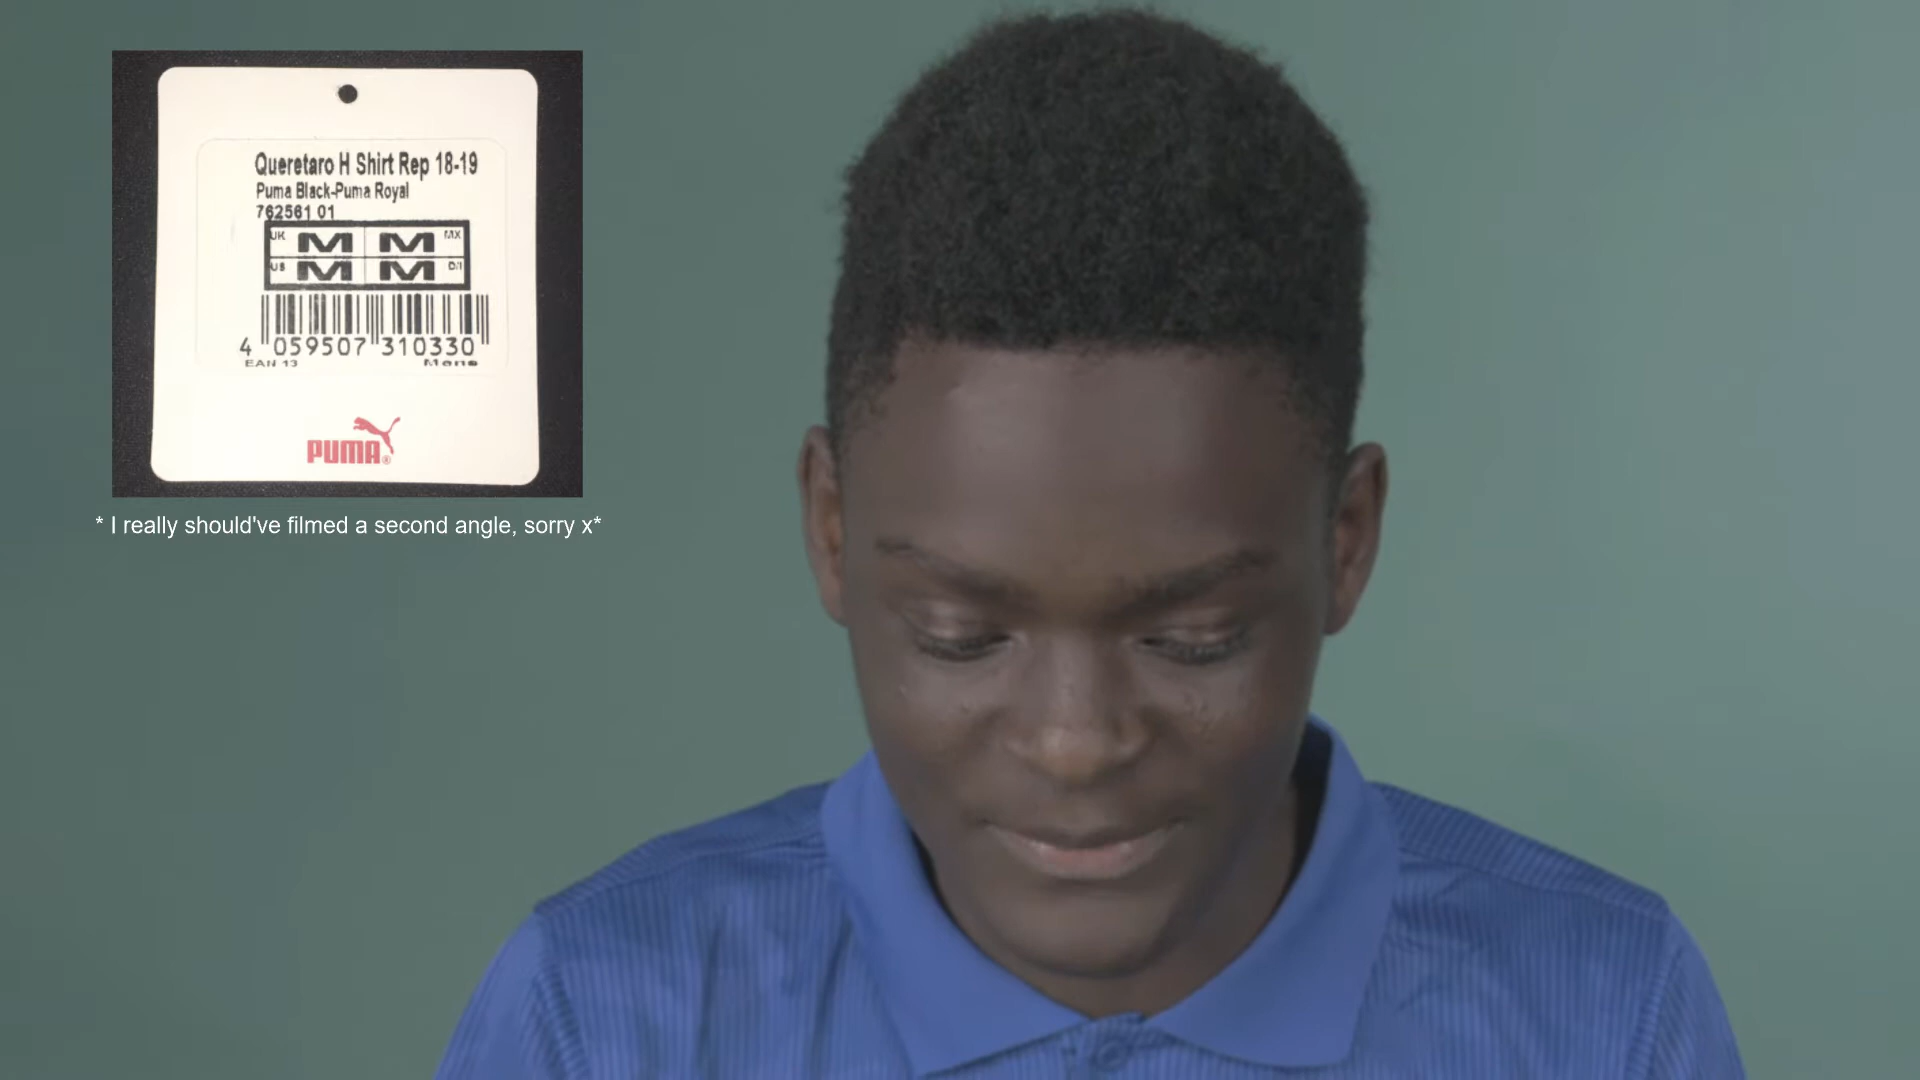 Queretaro H Shirt Rep 18-19
Puma Black-Puma Royal
762561 01
UK M M MX
US M M D/I
4 059507 310330
EAN 13 Mens
PUMA®
* I really should've filmed a second angle, sorry x*